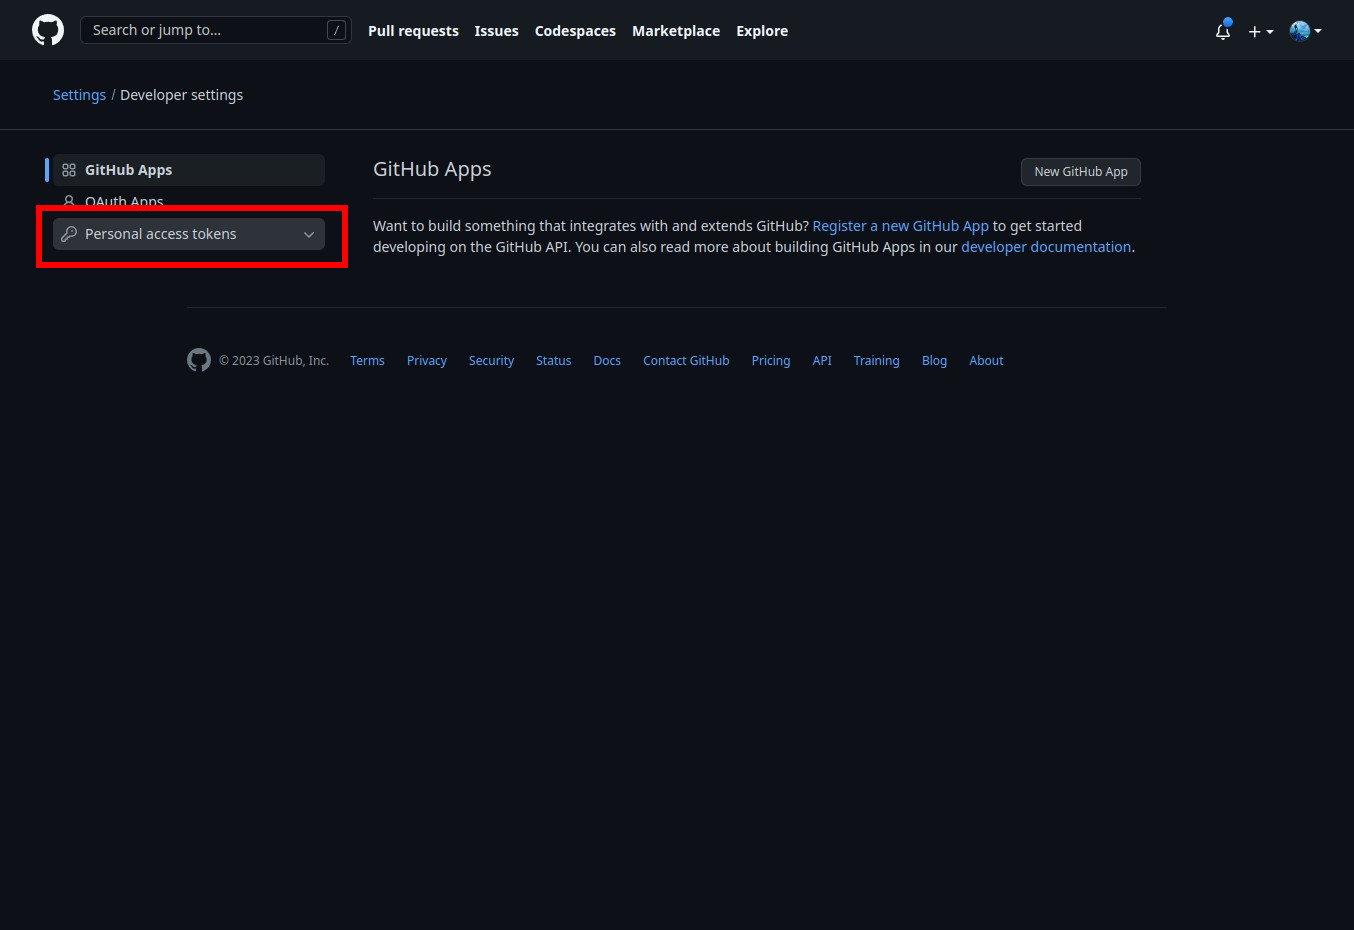 Search or jump to... /
Pull requests Issues Codespaces Marketplace Explore
Settings / Developer settings
GitHub Apps
OAuth Apps
Personal access tokens
GitHub Apps
New GitHub App
Want to build something that integrates with and extends GitHub? Register a new GitHub App to get started
developing on the GitHub API. You can also read more about building GitHub Apps in our developer documentation.
© 2023 GitHub, Inc. Terms Privacy Security Status Docs Contact GitHub Pricing API Training Blog About